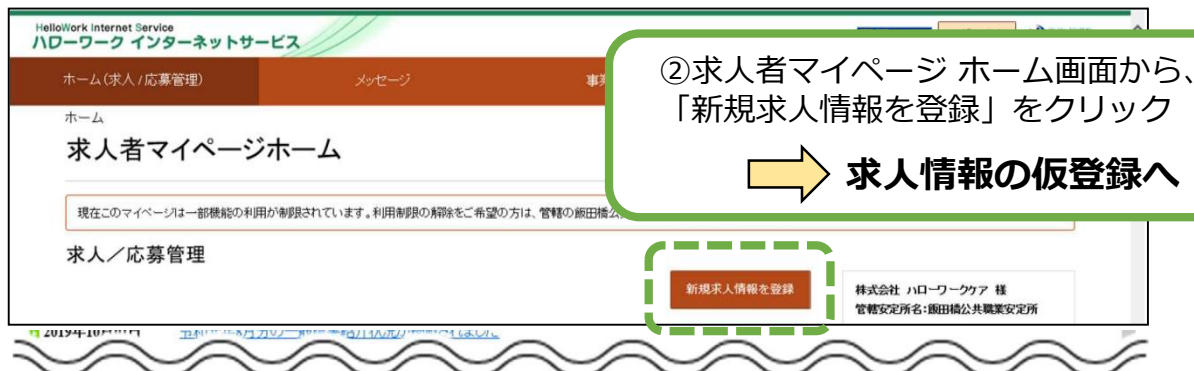 HelloWork Internet Service
ハローワーク インターネットサービス
ホーム(求人/応募管理)
メッセージ
②求人者マイページ ホーム画面から、
「新規求人情報を登録」をクリック
求人情報の仮登録へ
ホーム
求人者マイページホーム
現在このマイページは一部機能の利用が制限されています。利用制限の解除をご希望の方は、管轄の飯田橋公
求人/応募管理
新規求人情報を登録
株式会社 ハローワークケア 様
管轄安定所名:飯田橋公共職業安定所